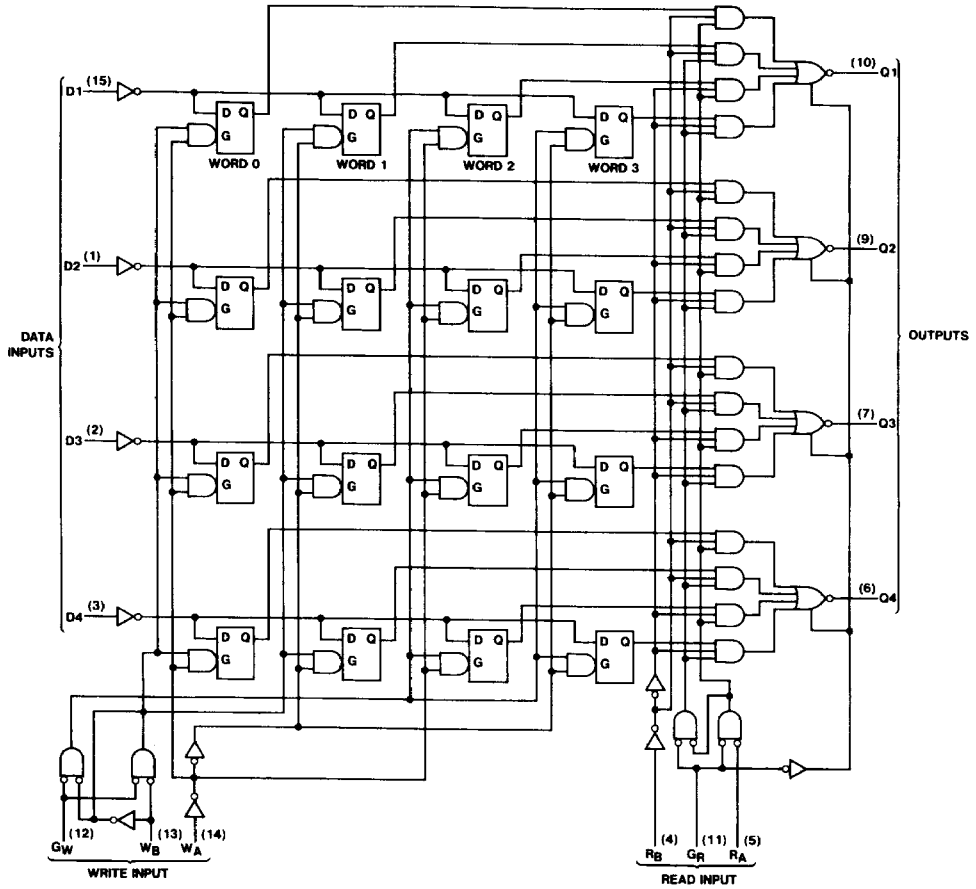 (10)
Q1
D1
(15)
D Q
G
WORD 0
D Q
G
WORD 1
D Q
G
WORD 2
D Q
G
WORD 3
(9)
Q2
D2
(1)
D Q
G
D Q
G
D Q
G
D Q
G
DATA
INPUTS
OUTPUTS
(7)
Q3
D3
(2)
D Q
G
D Q
G
D Q
G
D Q
G
(6)
Q4
D4
(3)
D Q
G
D Q
G
D Q
G
D Q
G
(12)
GW
(13)
WB
(14)
WA
WRITE INPUT
(4)
RB
(11)
GR
(5)
RA
READ INPUT